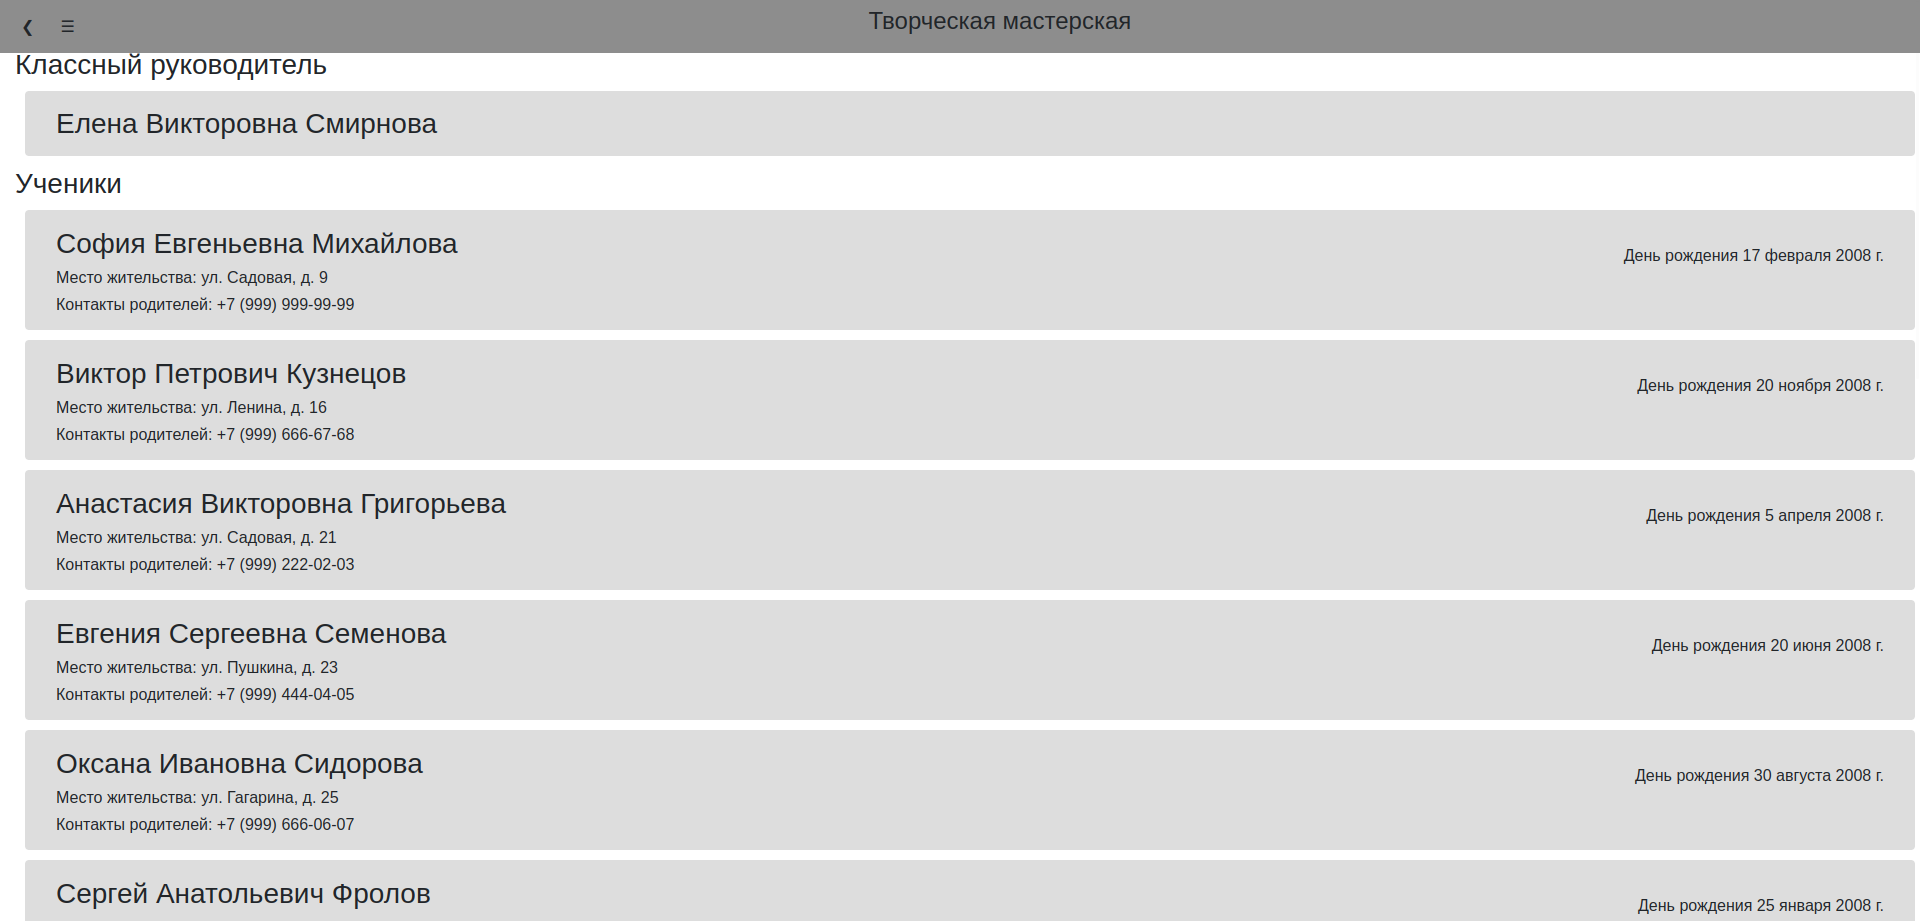 Творческая мастерская
Классный руководитель
Елена Викторовна Смирнова
Ученики
София Евгеньевна Михайлова
День рождения 17 февраля 2008 г.
Место жительства: ул. Садовая, д. 9
Контакты родителей: +7 (999) 999-99-99
Виктор Петрович Кузнецов
День рождения 20 ноября 2008 г.
Место жительства: ул. Ленина, д. 16
Контакты родителей: +7 (999) 666-67-68
Анастасия Викторовна Григорьева
День рождения 5 апреля 2008 г.
Место жительства: ул. Садовая, д. 21
Контакты родителей: +7 (999) 222-02-03
Евгения Сергеевна Семенова
День рождения 20 июня 2008 г.
Место жительства: ул. Пушкина, д. 23
Контакты родителей: +7 (999) 444-04-05
Оксана Ивановна Сидорова
День рождения 30 августа 2008 г.
Место жительства: ул. Гагарина, д. 25
Контакты родителей: +7 (999) 666-06-07
Сергей Анатольевич Фролов
День рождения 25 января 2008 г.